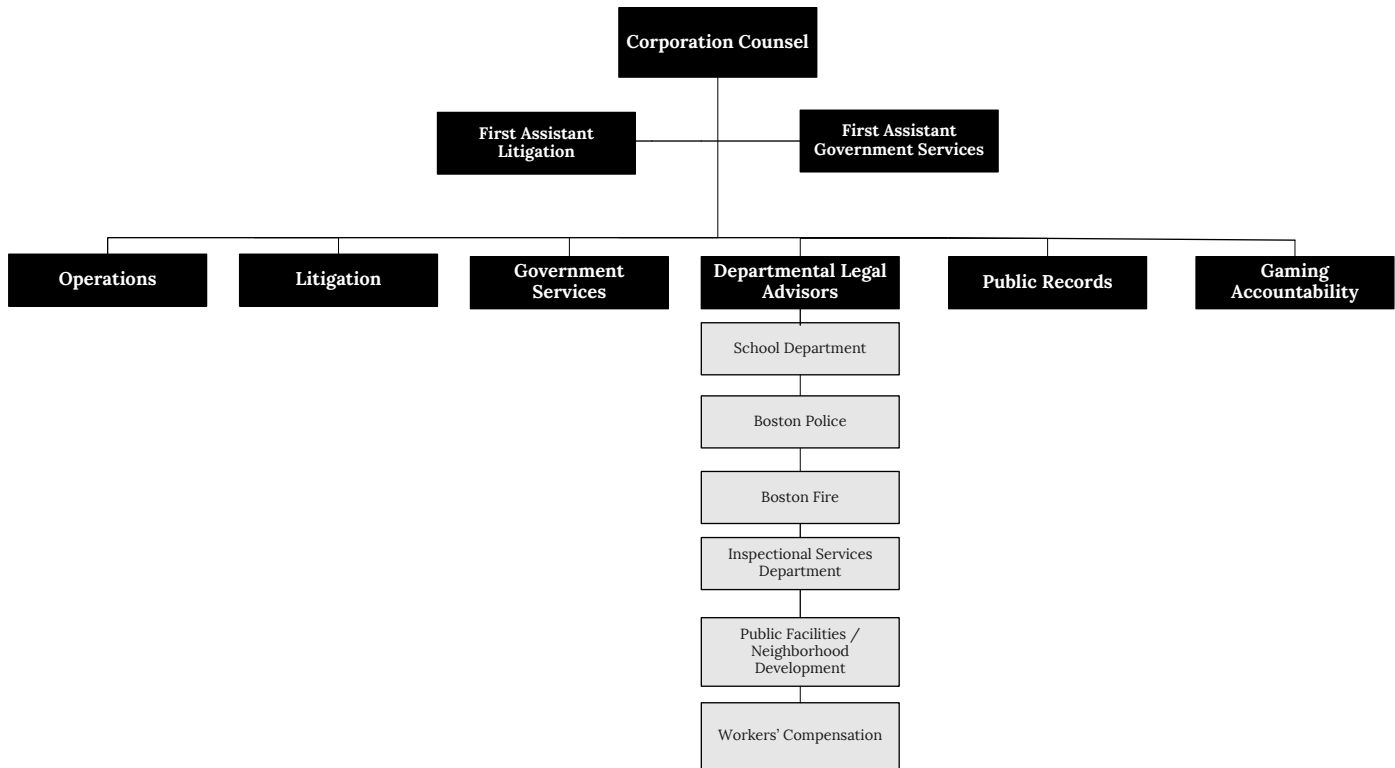 Corporation Counsel
First Assistant
Litigation
First Assistant
Government Services
Operations
Litigation
Government
Services
Departmental Legal
Advisors
Public Records
Gaming
Accountability
School Department
Boston Police
Boston Fire
Inspectional Services
Department
Public Facilities /
Neighborhood
Development
Workers’ Compensation